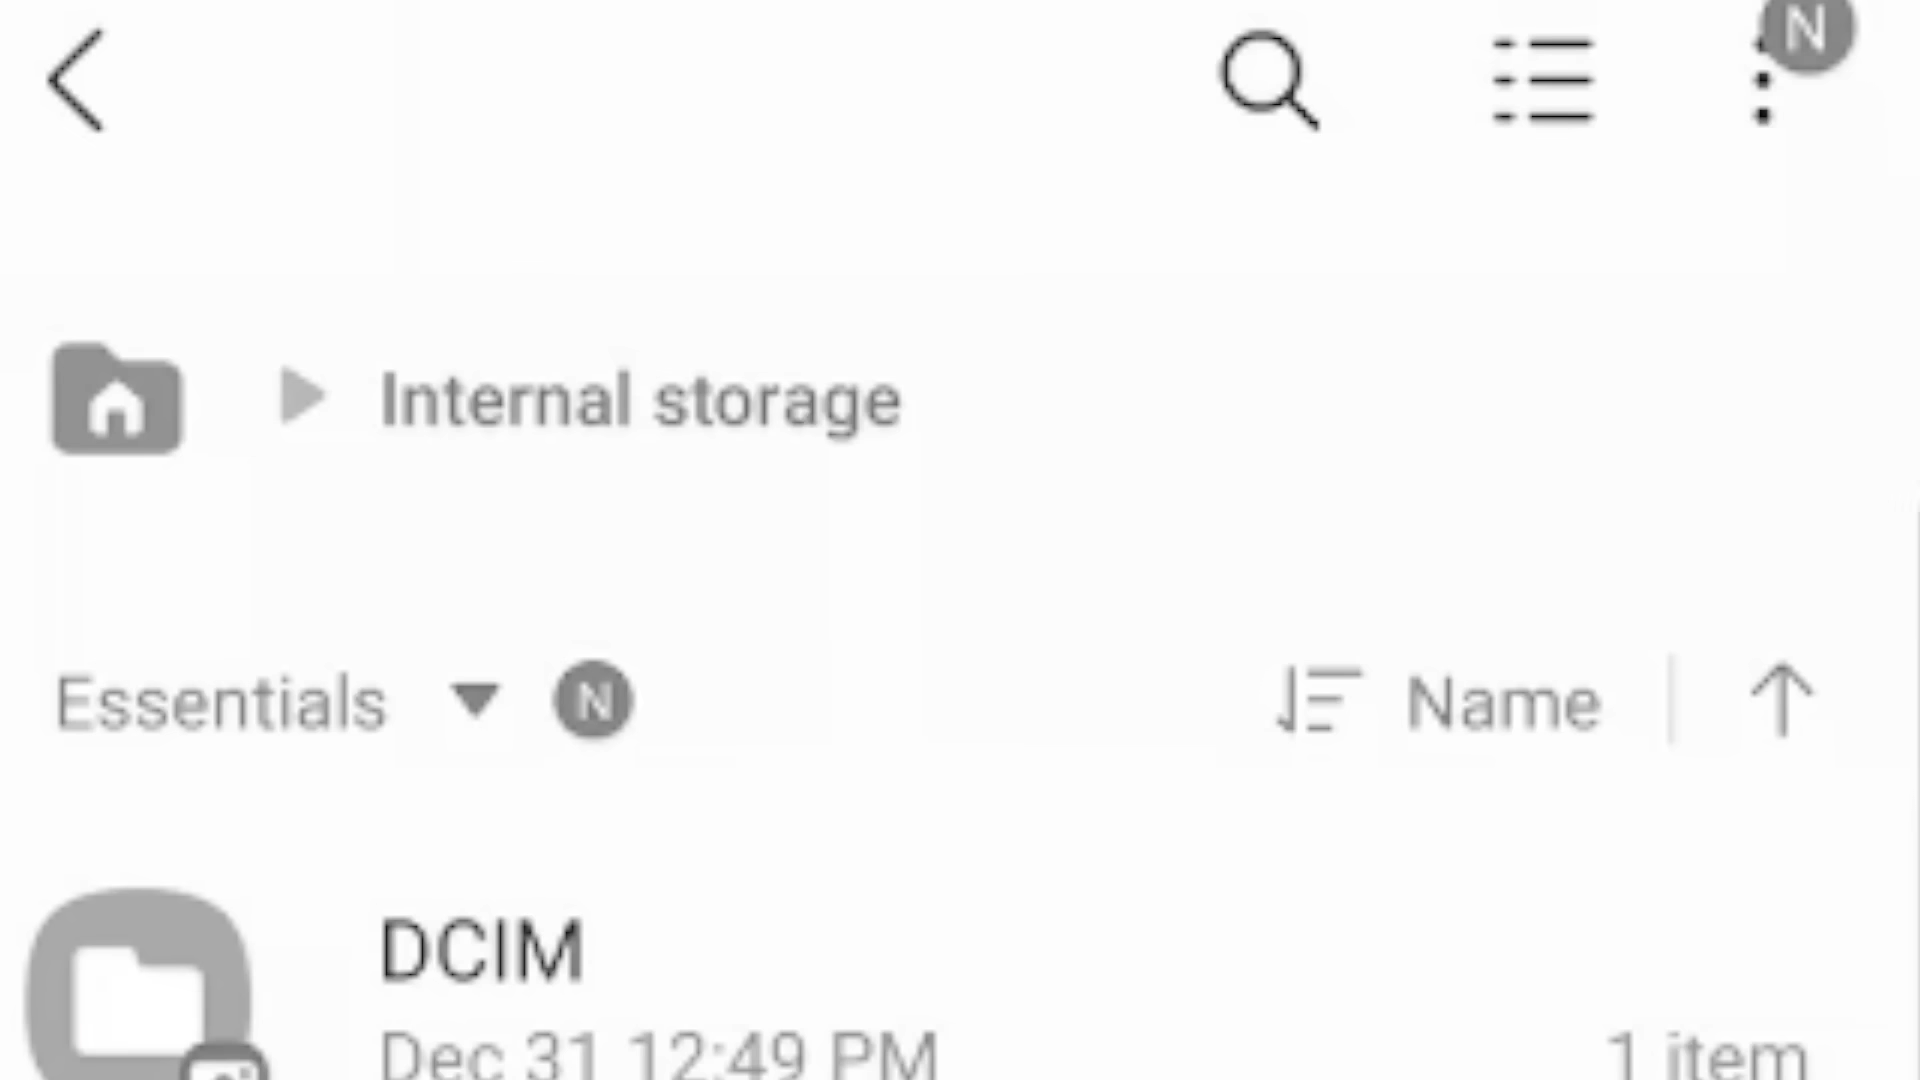 N
Internal storage
Essentials N Name
DCIM
Dec 31 12:49 PM 1 item